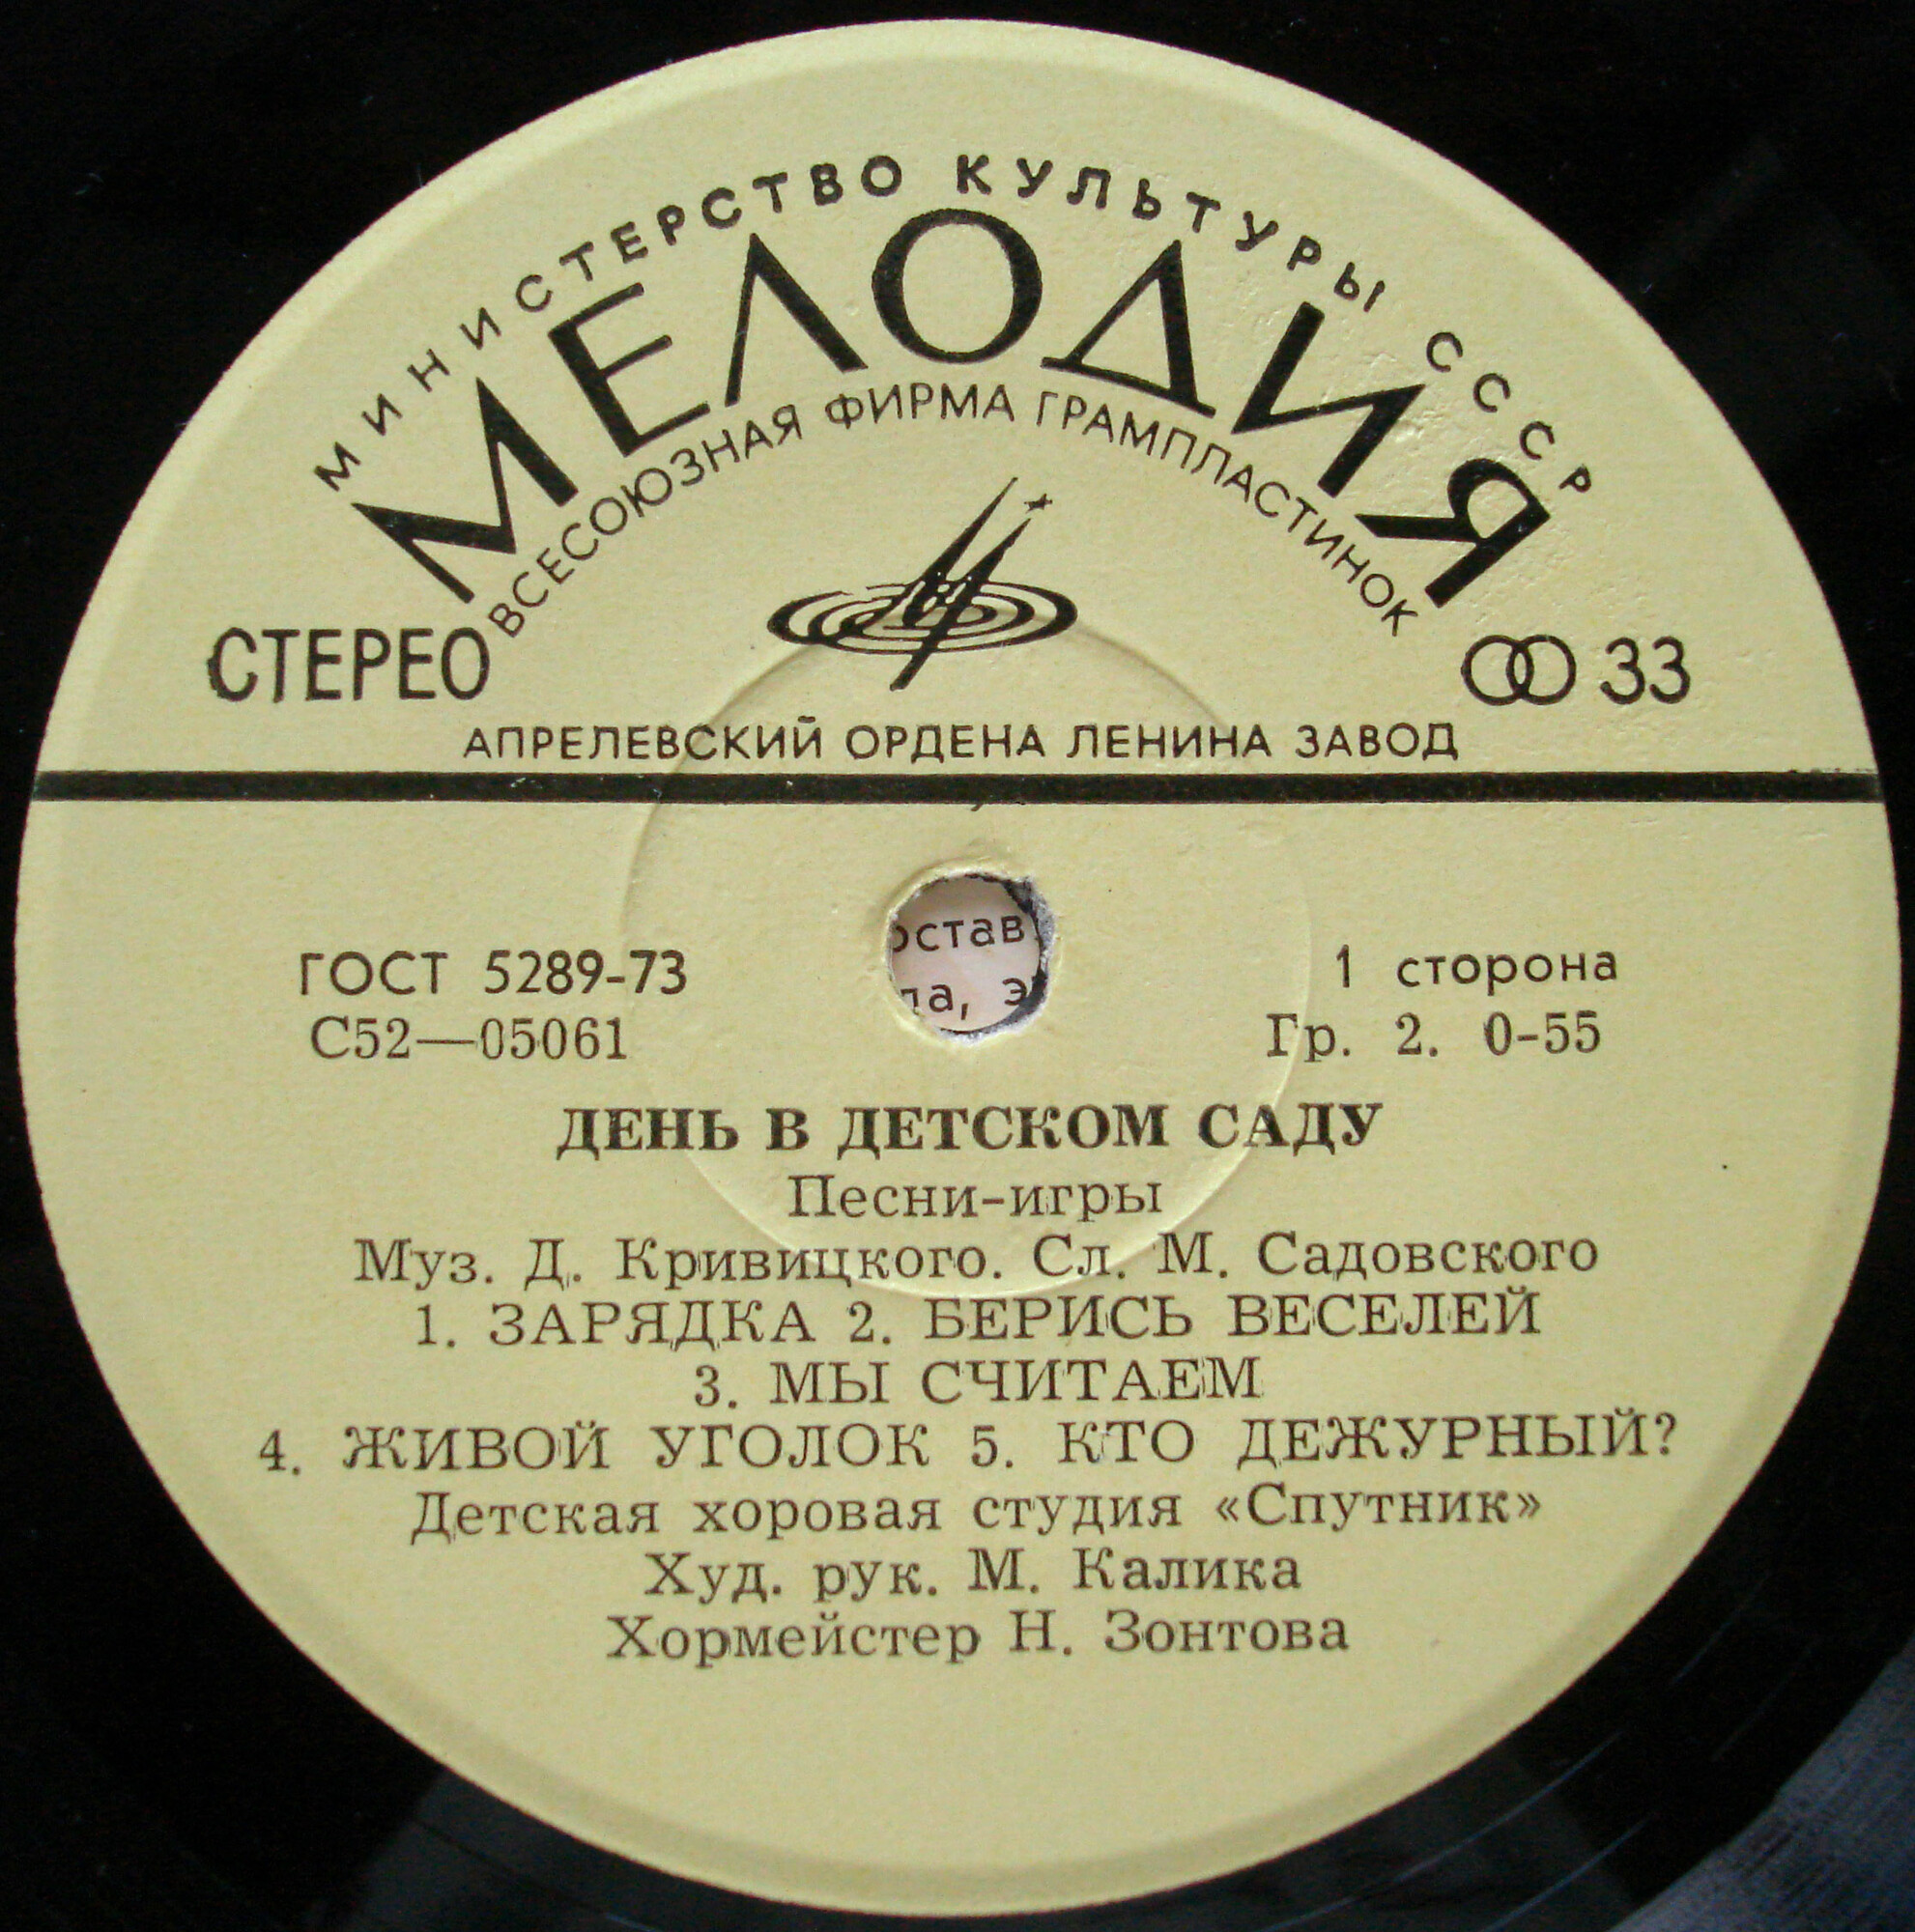 МИНИСТЕРСТВО КУЛЬТУРЫ СССР
МЕЛОДИЯ
ВСЕСОЮЗНАЯ ФИРМА ГРАМПЛАСТИНОК
СТЕРЕО
33
АПРЕЛЕВСКИЙ ОРДЕНА ЛЕНИНА ЗАВОД
ГОСТ 5289-73
1 сторона
С52—05061
Гр. 2. 0-55
ДЕНЬ В ДЕТСКОМ САДУ
Песни-игры
Муз. Д. Кривицкого. Сл. М. Садовского
1. ЗАРЯДКА 2. БЕРИСЬ ВЕСЕЛЕЙ
3. МЫ СЧИТАЕМ
4. ЖИВОЙ УГОЛОК 5. КТО ДЕЖУРНЫЙ?
Детская хоровая студия «Спутник»
Худ. рук. М. Калика
Хормейстер Н. Зонтова